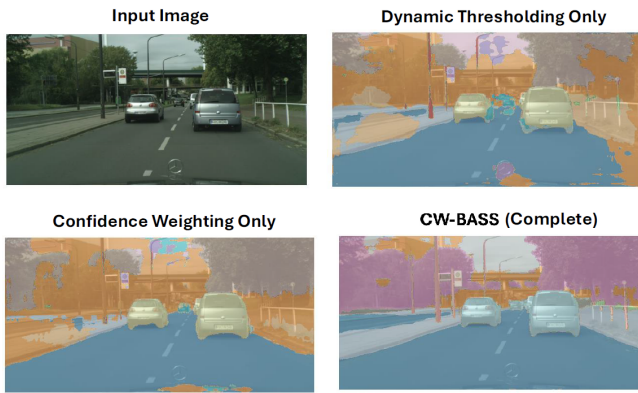 Input Image
Dynamic Thresholding Only
Confidence Weighting Only
CW-BASS (Complete)